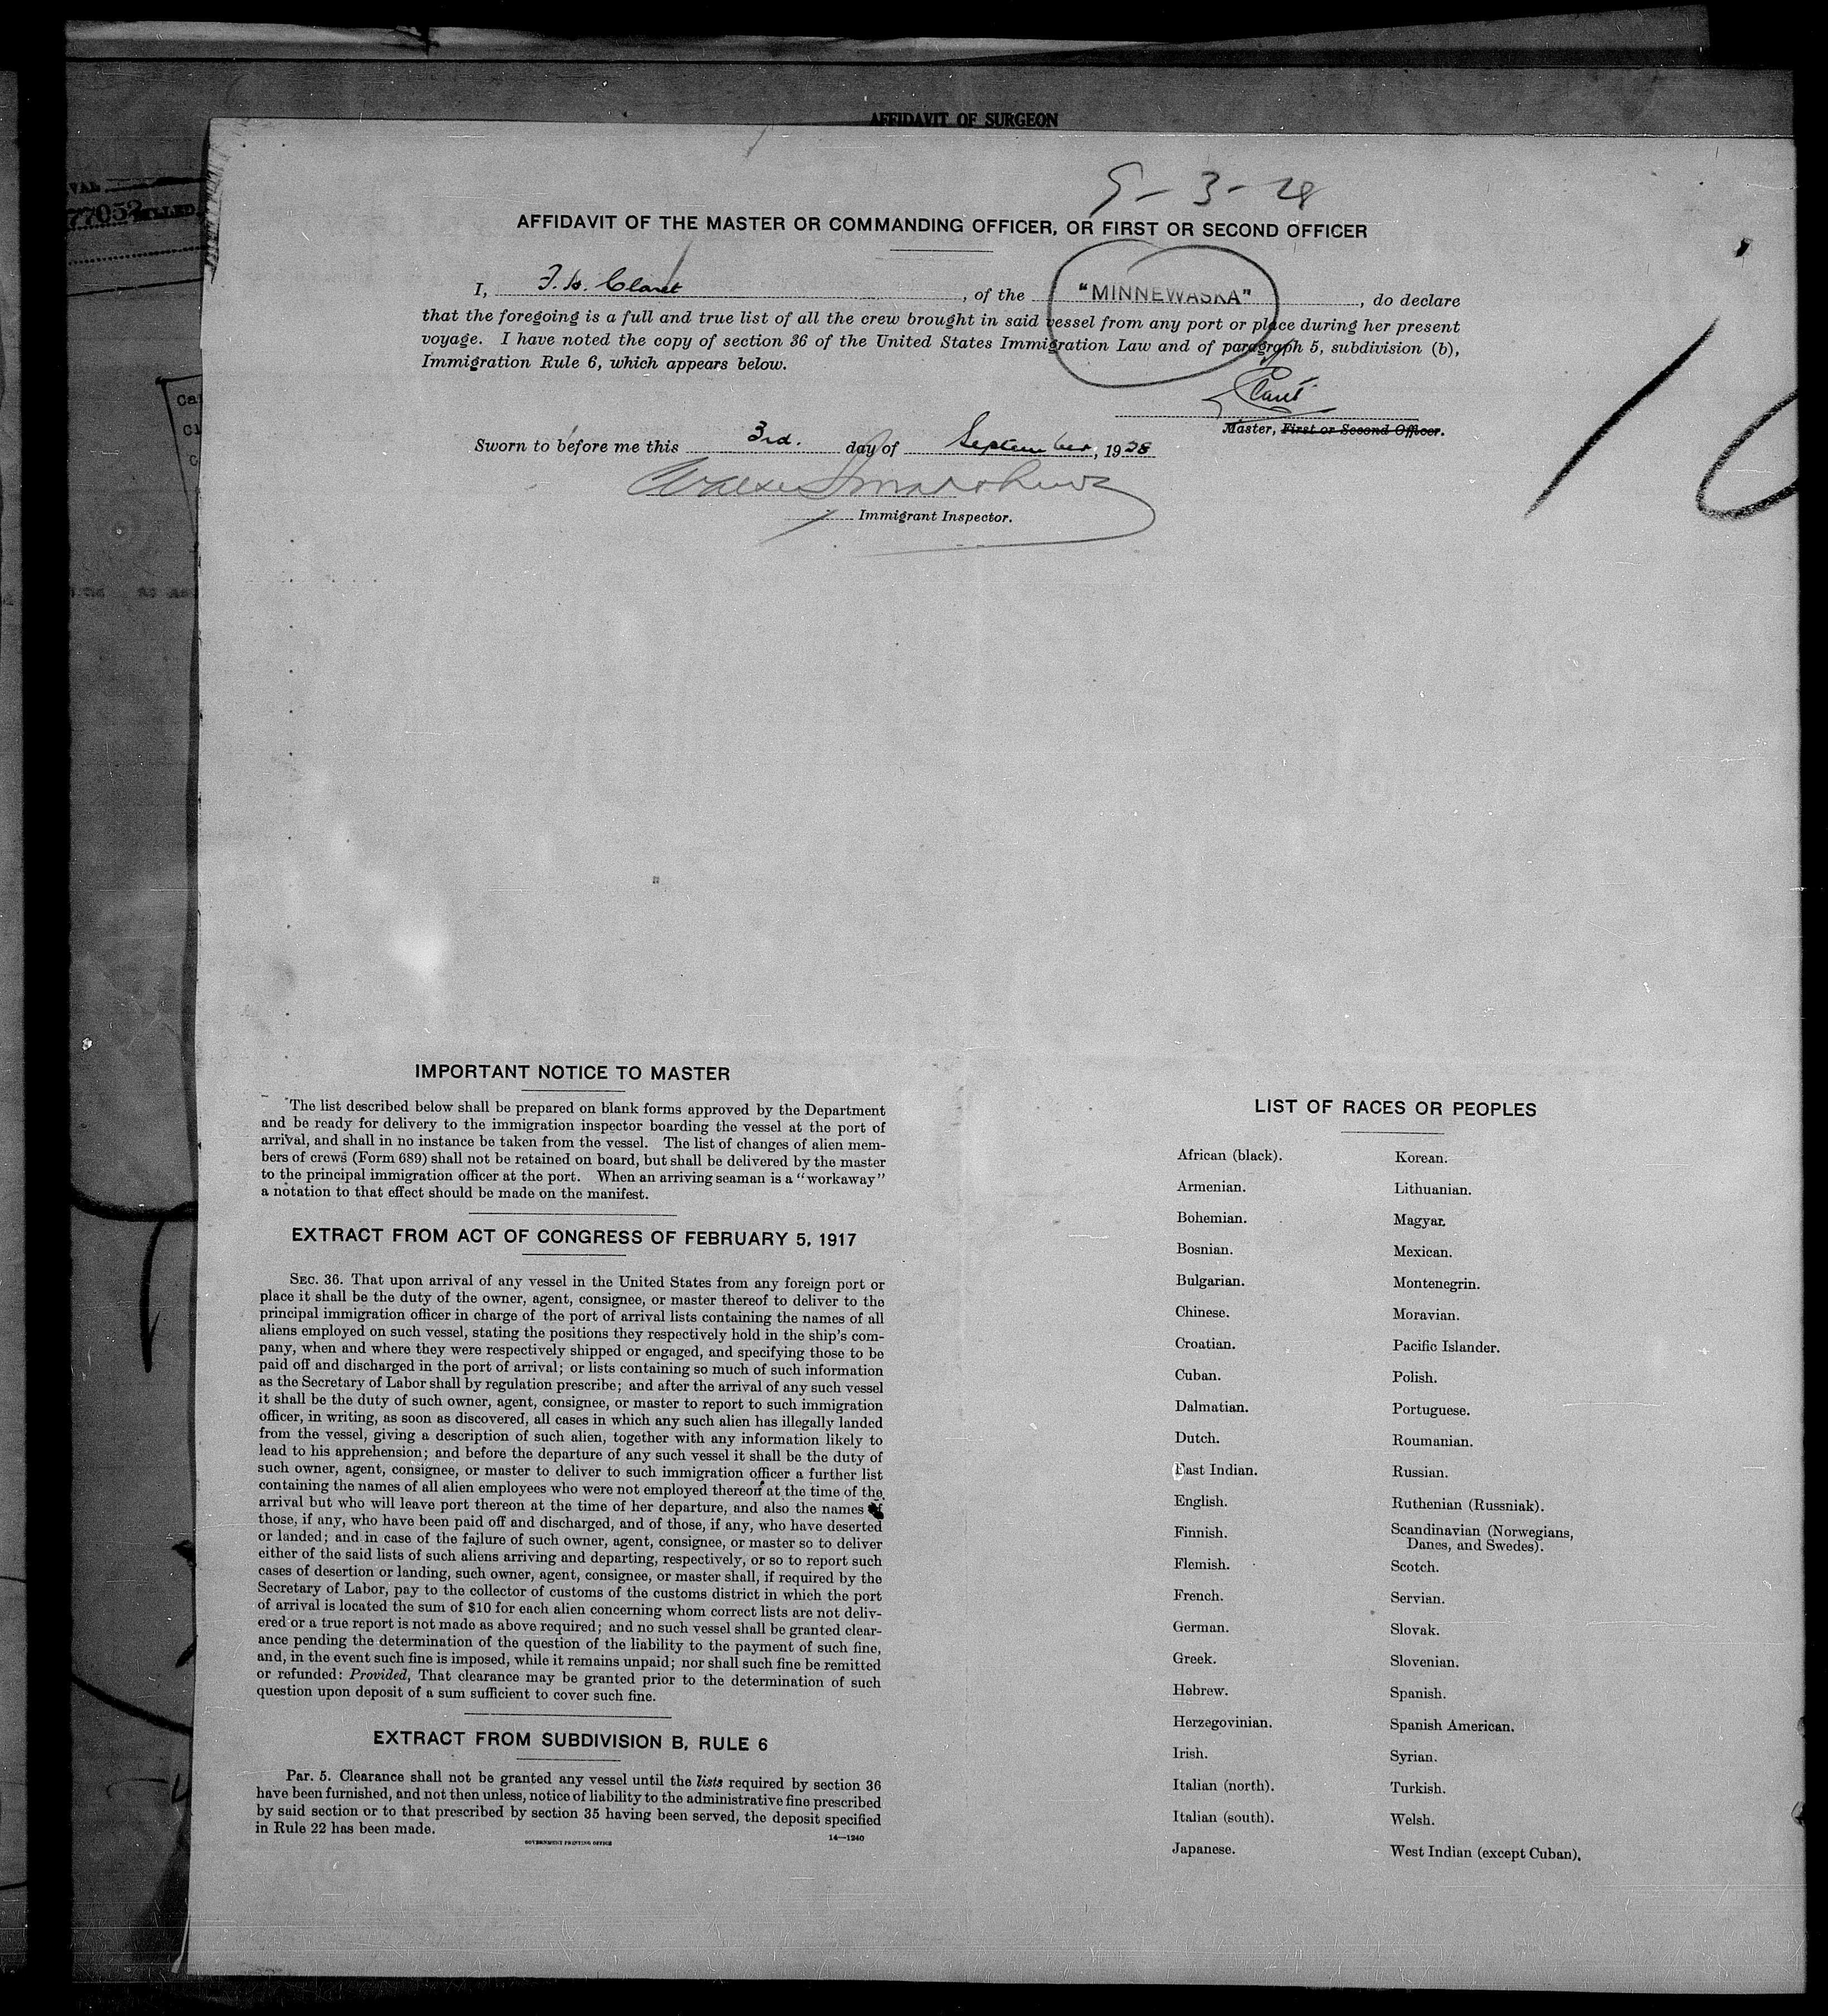 AFFIDAVIT OF SURGEON
VAL
77052
9-3-28
AFFIDAVIT OF THE MASTER OR COMMANDING OFFICER, OR FIRST OR SECOND OFFICER
I, F. H. Claret, of the "MINNEWASKA", do declare
that the foregoing is a full and true list of all the crew brought in said vessel from any port or place during her present
voyage. I have noted the copy of section 36 of the United States Immigration Law and of paragraph 5, subdivision (b),
Immigration Rule 6, which appears below.
Claret
Master, First or Second Officer.
Sworn to before me this 3rd. day of September, 1928
Immigrant Inspector.
10
IMPORTANT NOTICE TO MASTER
The list described below shall be prepared on blank forms approved by the Department
and be ready for delivery to the immigration inspector boarding the vessel at the port of
arrival, and shall in no instance be taken from the vessel. The list of changes of alien mem-
bers of crews (Form 689) shall not be retained on board, but shall be delivered by the master
to the principal immigration officer at the port. When an arriving seaman is a "workaway"
a notation to that effect should be made on the manifest.
EXTRACT FROM ACT OF CONGRESS OF FEBRUARY 5, 1917
SEC. 36. That upon arrival of any vessel in the United States from any foreign port or
place it shall be the duty of the owner, agent, consignee, or master thereof to deliver to the
principal immigration officer in charge of the port of arrival lists containing the names of all
aliens employed on such vessel, stating the positions they respectively hold in the ship's com-
pany, when and where they were respectively shipped or engaged, and specifying those to be
paid off and discharged in the port of arrival; or lists containing so much of such information
as the Secretary of Labor shall by regulation prescribe; and after the arrival of any such vessel
it shall be the duty of such owner, agent, consignee, or master to report to such immigration
officer, in writing, as soon as discovered, all cases in which any such alien has illegally landed
from the vessel, giving a description of such alien, together with any information likely to
lead to his apprehension; and before the departure of any such vessel it shall be the duty of
such owner, agent, consignee, or master to deliver to such immigration officer a further list
containing the names of all alien employees who were not employed thereon at the time of the
arrival but who will leave port thereon at the time of her departure, and also the names of
those, if any, who have been paid off and discharged, and of those, if any, who have deserted
or landed; and in case of the failure of such owner, agent, consignee, or master so to deliver
either of the said lists of such aliens arriving and departing, respectively, or so to report such
cases of desertion or landing, such owner, agent, consignee, or master shall, if required by the
Secretary of Labor, pay to the collector of customs of the customs district in which the port
of arrival is located the sum of $10 for each alien concerning whom correct lists are not deliv-
ered or a true report is not made as above required; and no such vessel shall be granted clear-
ance pending the determination of the question of the liability to the payment of such fine,
and, in the event such fine is imposed, while it remains unpaid; nor shall such fine be remitted
or refunded: Provided, That clearance may be granted prior to the determination of such
question upon deposit of a sum sufficient to cover such fine.
EXTRACT FROM SUBDIVISION B, RULE 6
Par. 5. Clearance shall not be granted any vessel until the lists required by section 36
have been furnished, and not then unless, notice of liability to the administrative fine prescribed
by said section or to that prescribed by section 35 having been served, the deposit specified
in Rule 22 has been made.
GOVERNMENT PRINTING OFFICE 14—1240
LIST OF RACES OR PEOPLES
African (black).
Armenian.
Bohemian.
Bosnian.
Bulgarian.
Chinese.
Croatian.
Cuban.
Dalmatian.
Dutch.
East Indian.
English.
Finnish.
Flemish.
French.
German.
Greek.
Hebrew.
Herzegovinian.
Irish.
Italian (north).
Italian (south).
Japanese.
Korean.
Lithuanian.
Magyar.
Mexican.
Montenegrin.
Moravian.
Pacific Islander.
Polish.
Portuguese.
Roumanian.
Russian.
Ruthenian (Russniak).
Scandinavian (Norwegians,
Danes, and Swedes).
Scotch.
Servian.
Slovak.
Slovenian.
Spanish.
Spanish American.
Syrian.
Turkish.
Welsh.
West Indian (except Cuban).